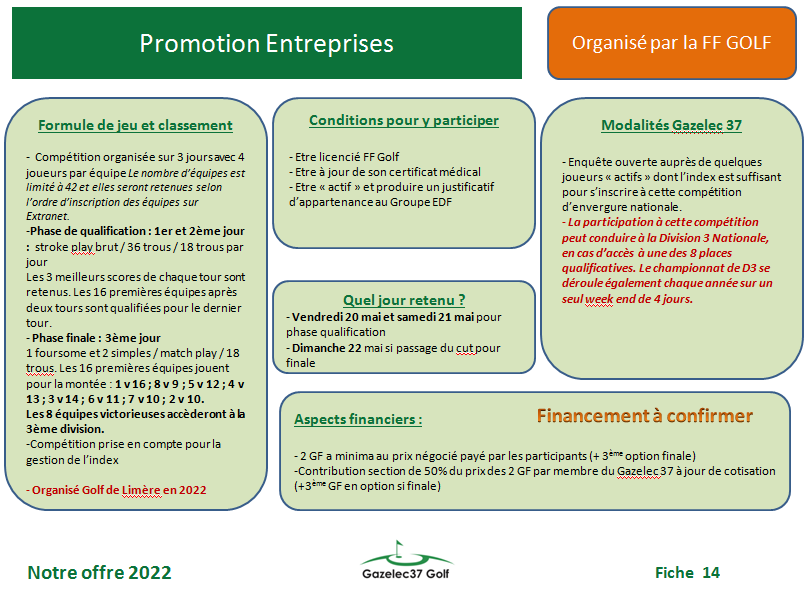 Promotion Entreprises
Organisé par la FF GOLF
Formule de jeu et classement
- Compétition organisée sur 3 jours avec 4
joueurs par équipe Le nombre d'équipes est
limité à 42 et elles seront retenues selon
l'ordre d'inscription des équipes sur
Extranet.
-Phase de qualification : 1er et 2ème jour
: stroke play brut / 36 trous / 18 trous par
jour
Les 3 meilleurs scores de chaque tour sont
retenus. Les 16 premières équipes après
deux tours sont qualifiées pour le dernier
tour.
- Phase finale : 3ème jour
1 foursome et 2 simples / match play / 18
trous. Les 16 premières équipes jouent
pour la montée : 1 v 16 ; 8 v 9 ; 5 v 12 ; 4 v
13 ; 3 v 14 ; 6 v 11 ; 7 v 10 ; 2 v 10.
Les 8 équipes victorieuses accèderont à la
3ème division.
-Compétition prise en compte pour la
gestion de l'index
- Organisé Golf de Limère en 2022
Conditions pour y participer
- Etre licencié FF Golf
- Etre à jour de son certificat médical
- Etre « actif » et produire un justificatif
d'appartenance au Groupe EDF
Quel jour retenu ?
- Vendredi 20 mai et samedi 21 mai pour
phase qualification
- Dimanche 22 mai si passage du cut pour
finale
Modalités Gazelec 37
- Enquête ouverte auprès de quelques
joueurs « actifs » dont l'index est suffisant
pour s'inscrire à cette compétition
d'envergure nationale.
- La participation à cette compétition
peut conduire à la Division 3 Nationale,
en cas d'accès à une des 8 places
qualificatives. Le championnat de D3 se
déroule également chaque année sur un
seul week end de 4 jours.
Aspects financiers :
Financement à confirmer
- 2 GF a minima au prix négocié payé par les participants (+ 3ème option finale)
-Contribution section de 50% du prix des 2 GF par membre du Gazelec 37 à jour de cotisation
(+3ème GF en option si finale)
Notre offre 2022
Gazelec37 Golf
Fiche 14